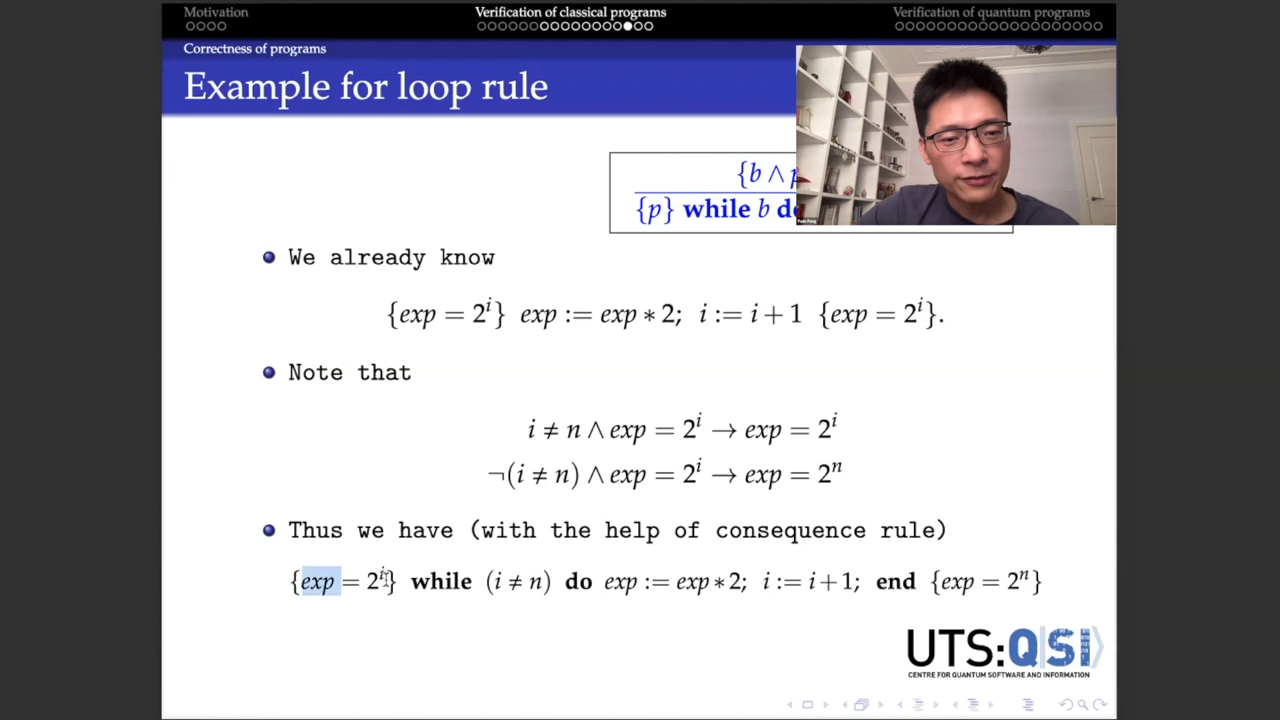 Motivation Verification of classical programs Verification of quantum programs
Correctness of programs
Example for loop rule
{b ∧ p
{p} while b do
We already know
{exp = 2^i} exp := exp * 2; i := i + 1 {exp = 2^i}.
Note that
i ≠ n ∧ exp = 2^i → exp = 2^i
¬(i ≠ n) ∧ exp = 2^i → exp = 2^n
Thus we have (with the help of consequence rule)
{exp = 2^i} while (i ≠ n) do exp := exp * 2; i := i + 1; end {exp = 2^n}
UTS:Q|SI⟩
CENTRE FOR QUANTUM SOFTWARE AND INFORMATION